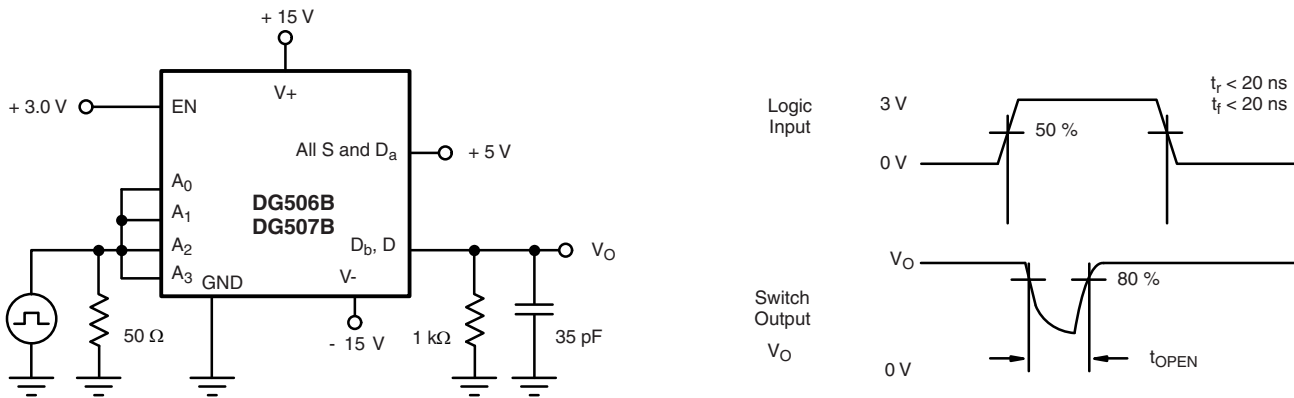 + 15 V
V+
+ 3.0 V
EN
All S and Da
+ 5 V
A0
A1
A2
A3
DG506B
DG507B
Db, D
VO
GND
V-
50 Ω
- 15 V
1 kΩ
35 pF
Logic
Input
3 V
0 V
50 %
tr < 20 ns
tf < 20 ns
VO
Switch
Output
VO
0 V
80 %
tOPEN